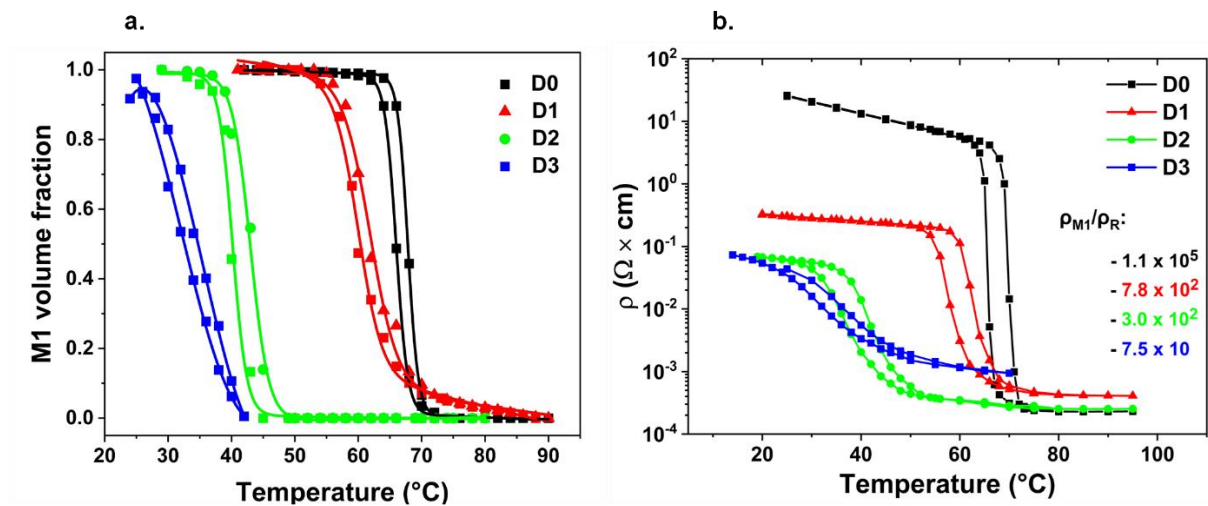 a.
M1 volume fraction
1.0
0.8
0.6
0.4
0.2
0.0
20 30 40 50 60 70 80 90
Temperature (°C)
D0
D1
D2
D3
b.
ρ (Ω × cm)
10²
10¹
10⁰
10⁻¹
10⁻²
10⁻³
10⁻⁴
20 40 60 80 100
Temperature (°C)
D0
D1
D2
D3
ρM1/ρR:
- 1.1 x 10⁵
- 7.8 x 10²
- 3.0 x 10²
- 7.5 x 10